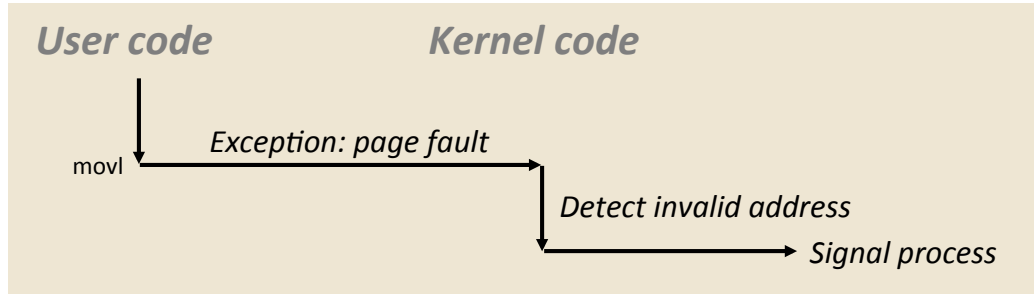 User code
Kernel code
Exception: page fault
movl
Detect invalid address
Signal process